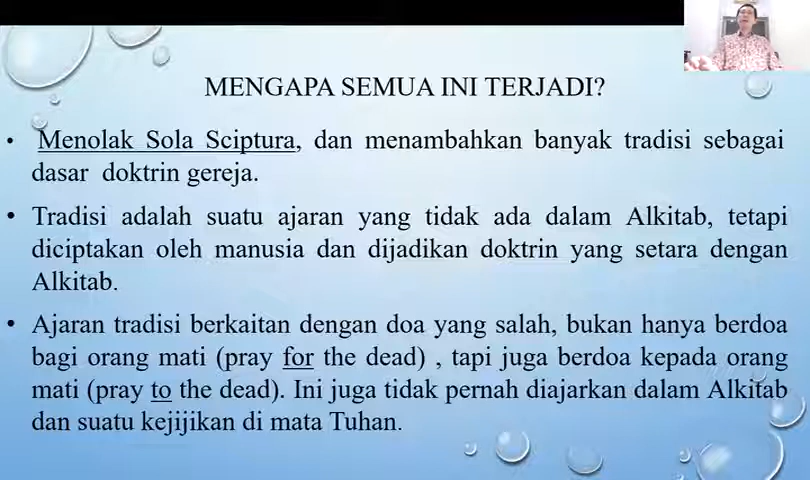 MENGAPA SEMUA INI TERJADI?
• Menolak Sola Sciptura, dan menambahkan banyak tradisi sebagai
dasar doktrin gereja.
• Tradisi adalah suatu ajaran yang tidak ada dalam Alkitab, tetapi
diciptakan oleh manusia dan dijadikan doktrin yang setara dengan
Alkitab.
• Ajaran tradisi berkaitan dengan doa yang salah, bukan hanya berdoa
bagi orang mati (pray for the dead) , tapi juga berdoa kepada orang
mati (pray to the dead). Ini juga tidak pernah diajarkan dalam Alkitab
dan suatu kejijikan di mata Tuhan.